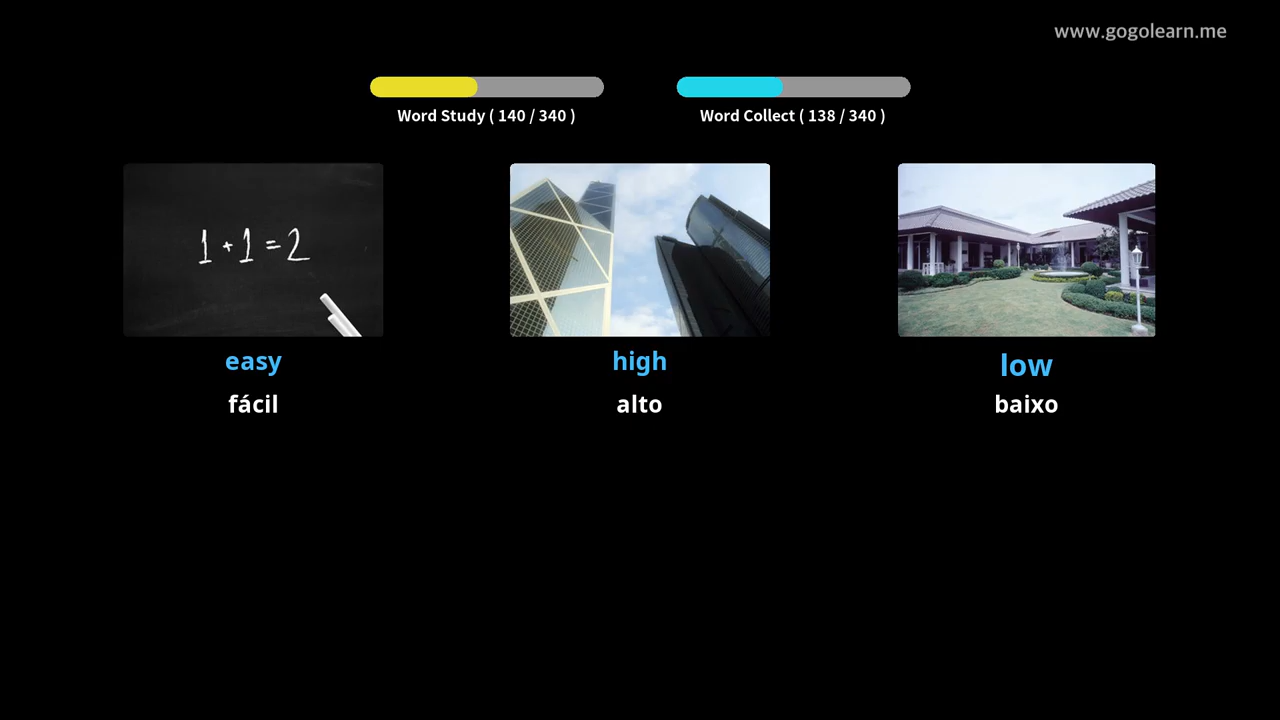 www.gogolearn.me
Word Study ( 140 / 340 )
Word Collect ( 138 / 340 )
1 + 1 = 2
easy
high
low
fácil
alto
baixo